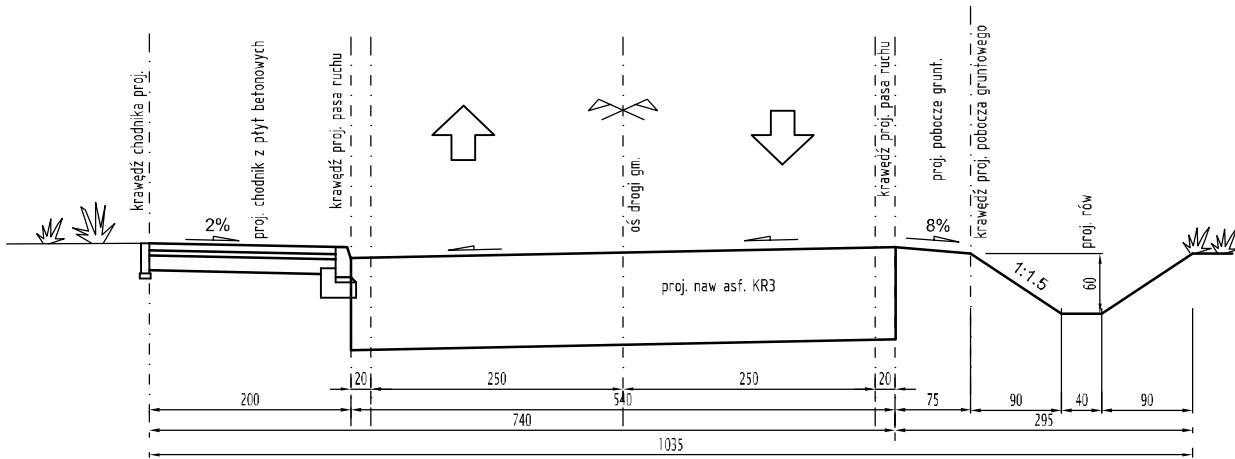 krawędź chodnika proj.
proj. chodnik z płyt betonowych
krawędź proj. pasa ruchu
oś drogi gm.
krawędź proj. pasa ruchu
proj. pobocze grunt.
krawędź proj. pobocza gruntowego
proj. rów
2%
8%
1:1.5
60
proj. naw asf. KR3
20
250
250
20
200
540
75
90
40
90
740
295
1035